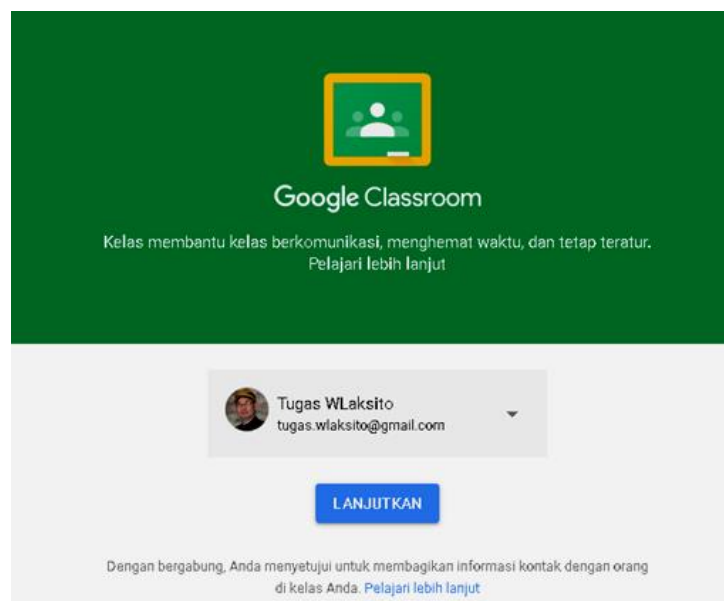 Google Classroom
Kelas membantu kelas berkomunikasi, menghemat waktu, dan tetap teratur.
Pelajari lebih lanjut
Tugas WLaksito
tugas.wlaksito@gmail.com
LANJUTKAN
Dengan bergabung, Anda menyetujui untuk membagikan informasi kontak dengan orang
di kelas Anda. Pelajari lebih lanjut